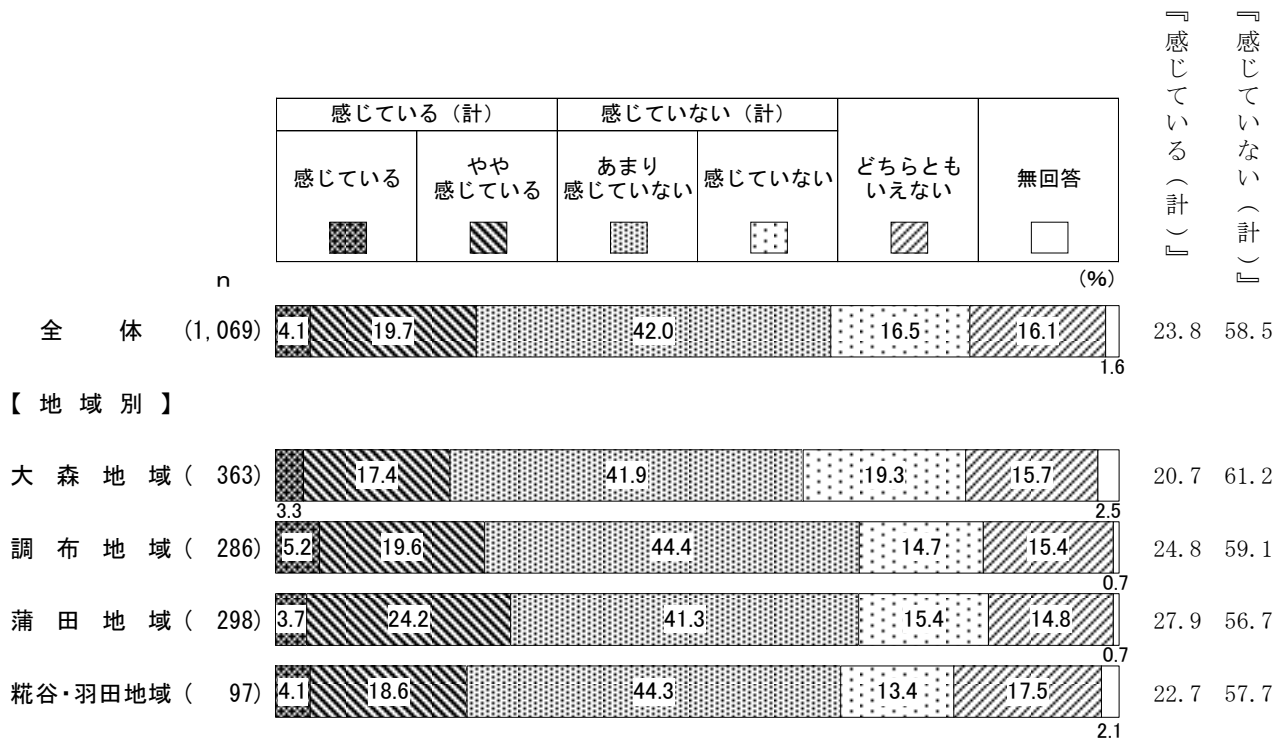 感じている（計） 感じていない（計）
感じている やや感じている あまり感じていない 感じていない どちらともいえない 無回答
『感じている（計）』 『感じていない（計）』
n (%)
全体 (1,069) 4.1 19.7 42.0 16.5 16.1 23.8 58.5
1.6
【地域別】
大森地域 ( 363) 17.4 41.9 19.3 15.7 20.7 61.2
3.3 2.5
調布地域 ( 286) 5.2 19.6 44.4 14.7 15.4 24.8 59.1
0.7
蒲田地域 ( 298) 3.7 24.2 41.3 15.4 14.8 27.9 56.7
0.7
糀谷・羽田地域 ( 97) 4.1 18.6 44.3 13.4 17.5 22.7 57.7
2.1